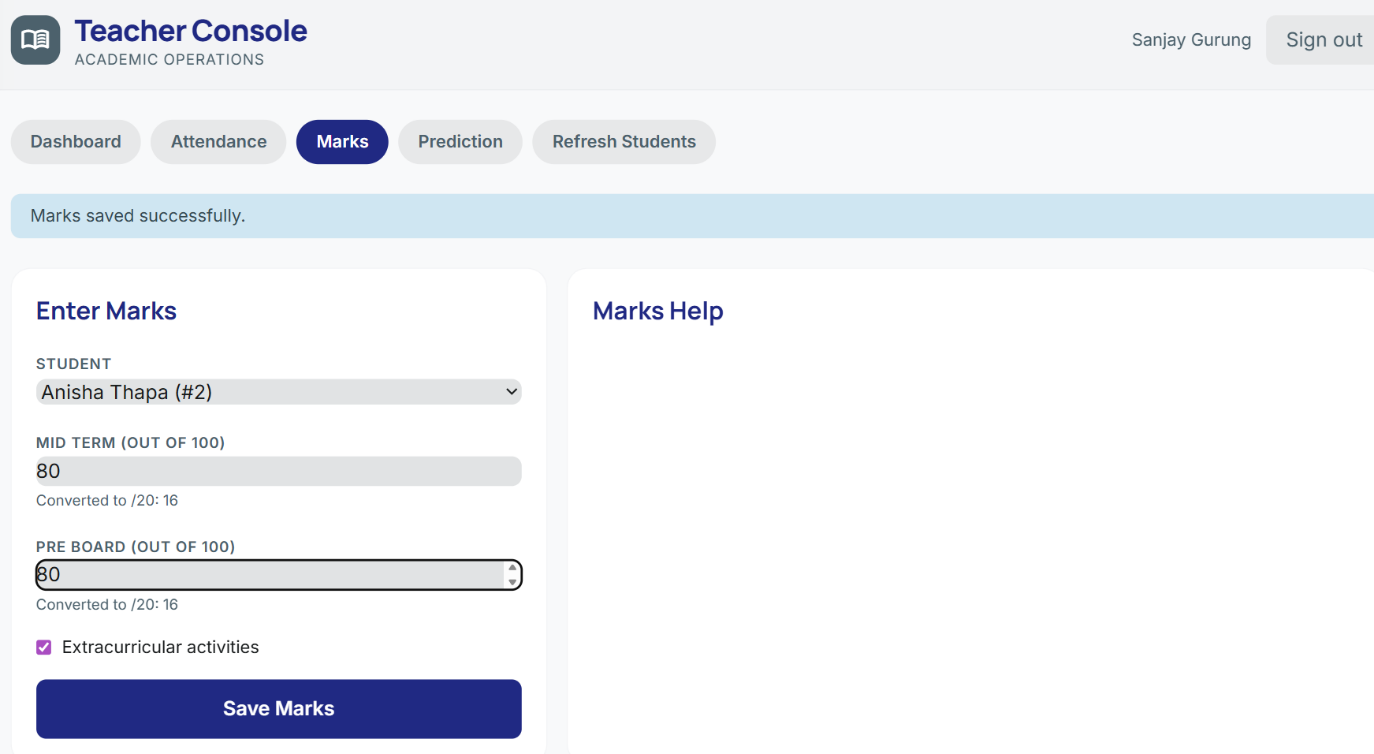 Teacher Console
ACADEMIC OPERATIONS
Sanjay Gurung
Sign out
Dashboard
Attendance
Marks
Prediction
Refresh Students
Marks saved successfully.
Enter Marks
STUDENT
Anisha Thapa (#2)
MID TERM (OUT OF 100)
80
Converted to /20: 16
PRE BOARD (OUT OF 100)
80
Converted to /20: 16
Extracurricular activities
Save Marks
Marks Help